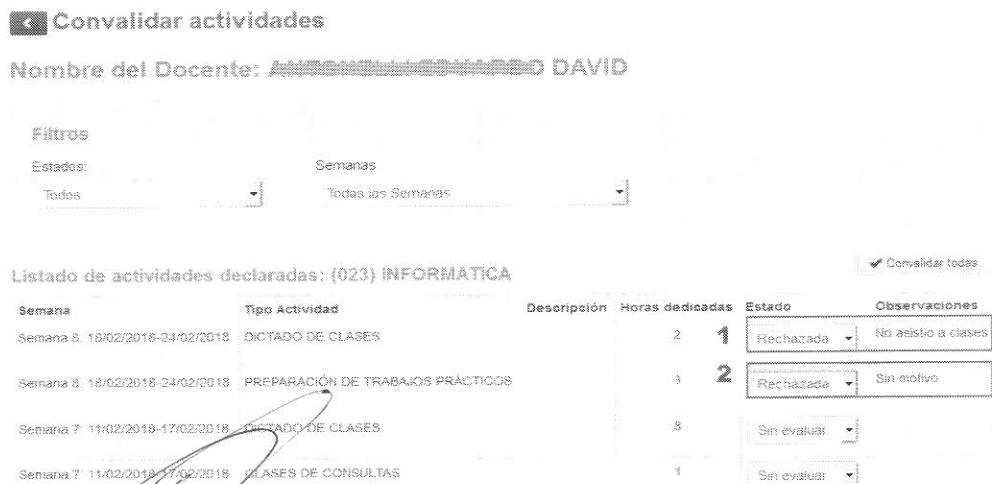 Convalidar actividades
Nombre del Docente: DAVID
Filtros
Estados: Semanas
Todos Todas las Semanas
Listado de actividades declaradas: (023) INFORMÁTICA Convalidar todas
Semana Tipo Actividad Descripción Horas dedicadas Estado Observaciones
Semana 8: 18/02/2018-24/02/2018 DICTADO DE CLASES 2 1 Rechazada No asistio a clases
Semana 8: 18/02/2018-24/02/2018 PREPARACIÓN DE TRABAJOS PRÁCTICOS 3 2 Rechazada Sin motivo
Semana 7: 11/02/2018-17/02/2018 DICTADO DE CLASES 8 Sin evaluar
Semana 7: 11/02/2018-17/02/2018 CLASES DE CONSULTAS 1 Sin evaluar